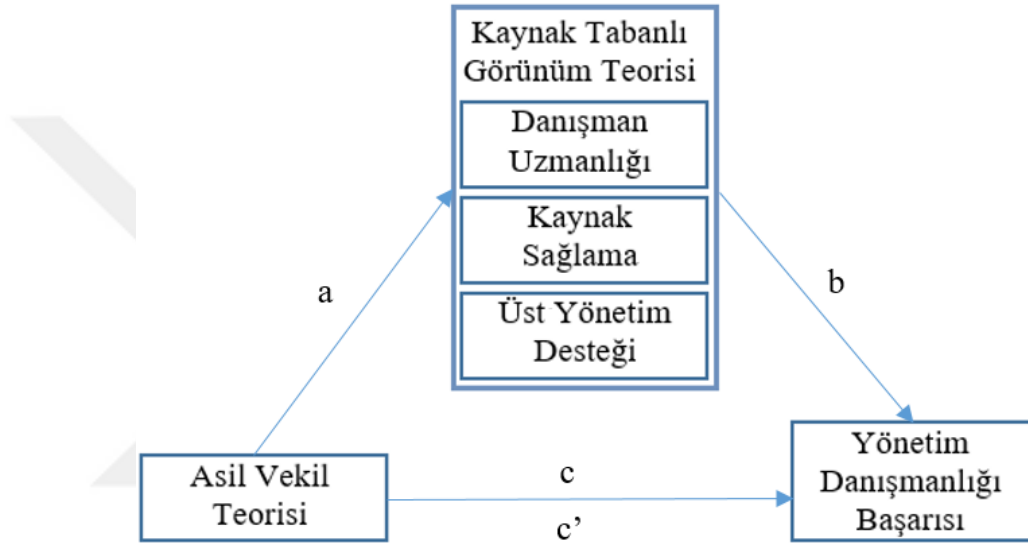 Kaynak Tabanlı
Görünüm Teorisi
Danışman
Uzmanlığı
Kaynak
Sağlama
Üst Yönetim
Desteği
a
b
Asil Vekil
Teorisi
c
c’
Yönetim
Danışmanlığı
Başarısı